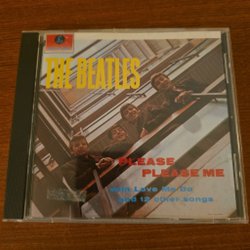 THE BEATLES
PLEASE
PLEASE ME
with Love Me Do
and 12 other songs